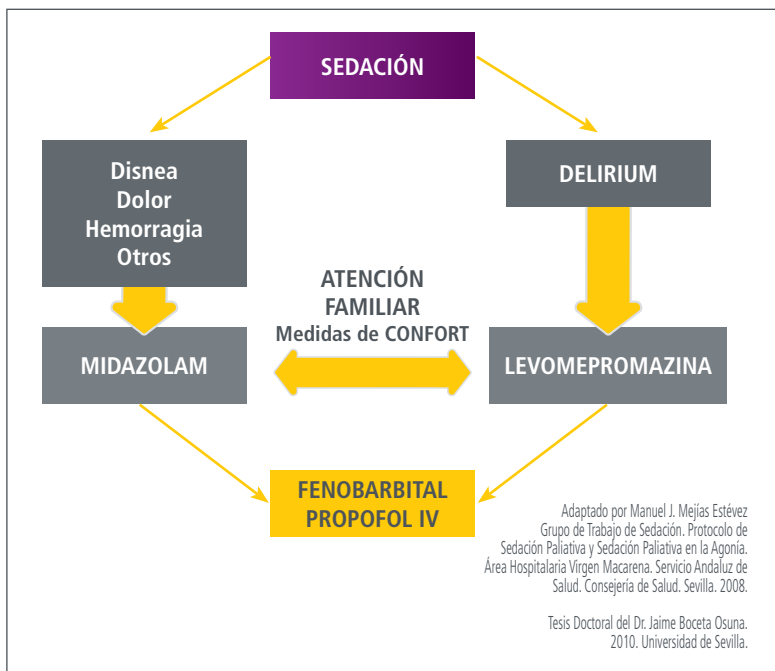 SEDACIÓN
Disnea
Dolor
Hemorragia
Otros
DELIRIUM
ATENCIÓN
FAMILIAR
Medidas de CONFORT
MIDAZOLAM
LEVOMEPROMAZINA
FENOBARBITAL
PROPOFOL IV
Adaptado por Manuel J. Mejías Estévez
Grupo de Trabajo de Sedación. Protocolo de
Sedación Paliativa y Sedación Paliativa en la Agonía.
Área Hospitalaria Virgen Macarena. Servicio Andaluz de
Salud. Consejería de Salud. Sevilla. 2008.
Tesis Doctoral del Dr. Jaime Boceta Osuna.
2010. Universidad de Sevilla.